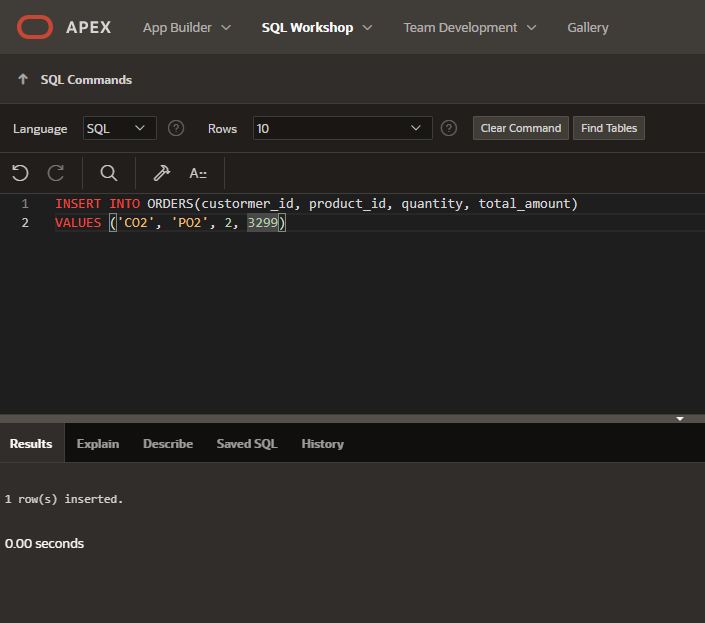 APEX App Builder SQL Workshop Team Development Gallery
SQL Commands
Language SQL ? Rows 10 ? Clear Command Find Tables
A::
1 INSERT INTO ORDERS(custormer_id, product_id, quantity, total_amount)
2 VALUES ('CO2', 'PO2', 2, 3299)
Results Explain Describe Saved SQL History
1 row(s) inserted.
0.00 seconds